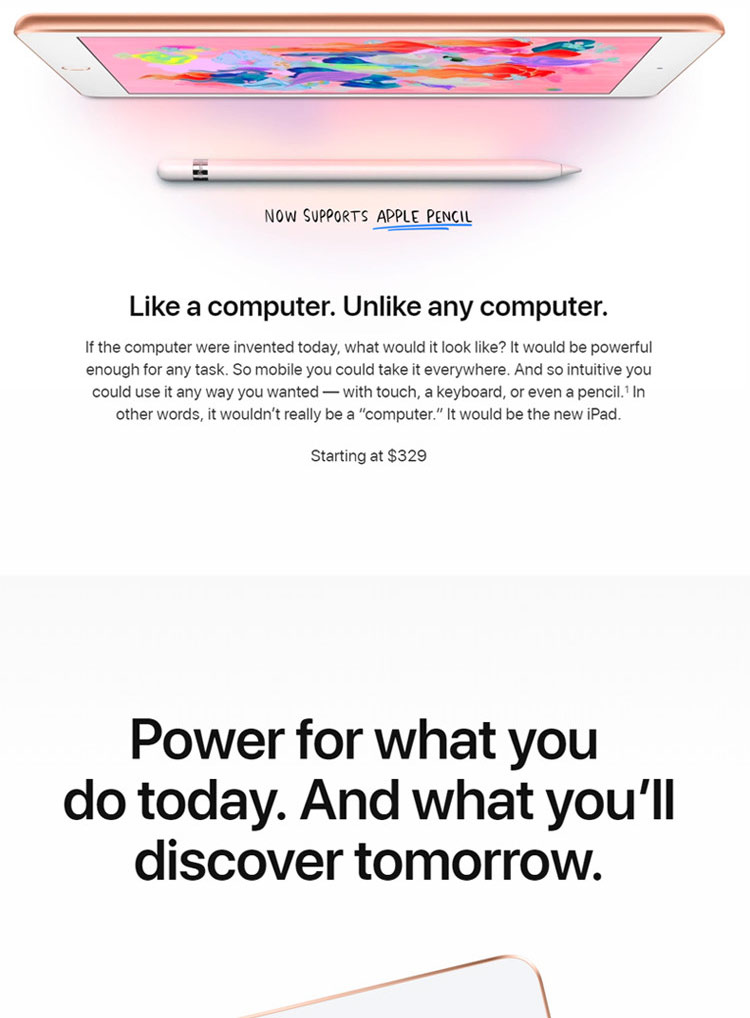 NOW SUPPORTS APPLE PENCIL
Like a computer. Unlike any computer.
If the computer were invented today, what would it look like? It would be powerful
enough for any task. So mobile you could take it everywhere. And so intuitive you
could use it any way you wanted — with touch, a keyboard, or even a pencil.¹ In
other words, it wouldn’t really be a “computer.” It would be the new iPad.
Starting at $329
Power for what you
do today. And what you’ll
discover tomorrow.